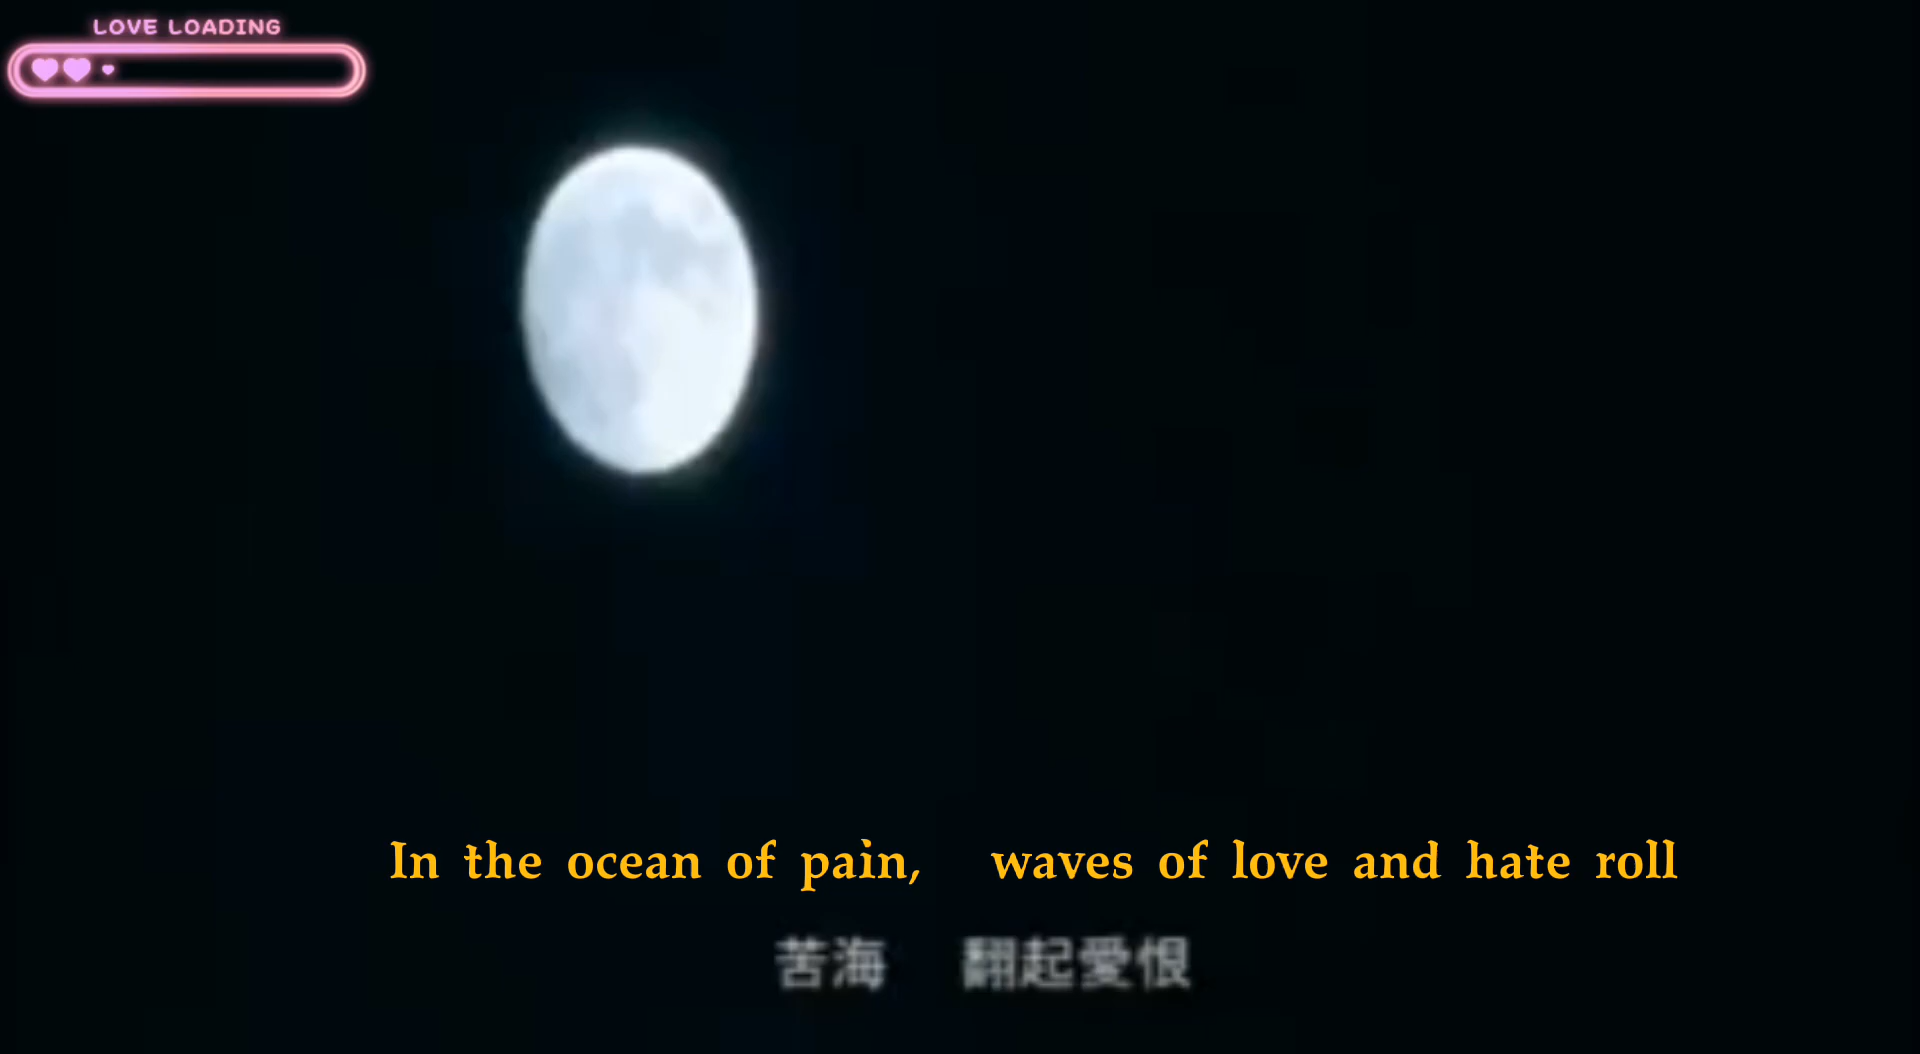 LOVE LOADING
In the ocean of pain, waves of love and hate roll
苦海 翻起愛恨